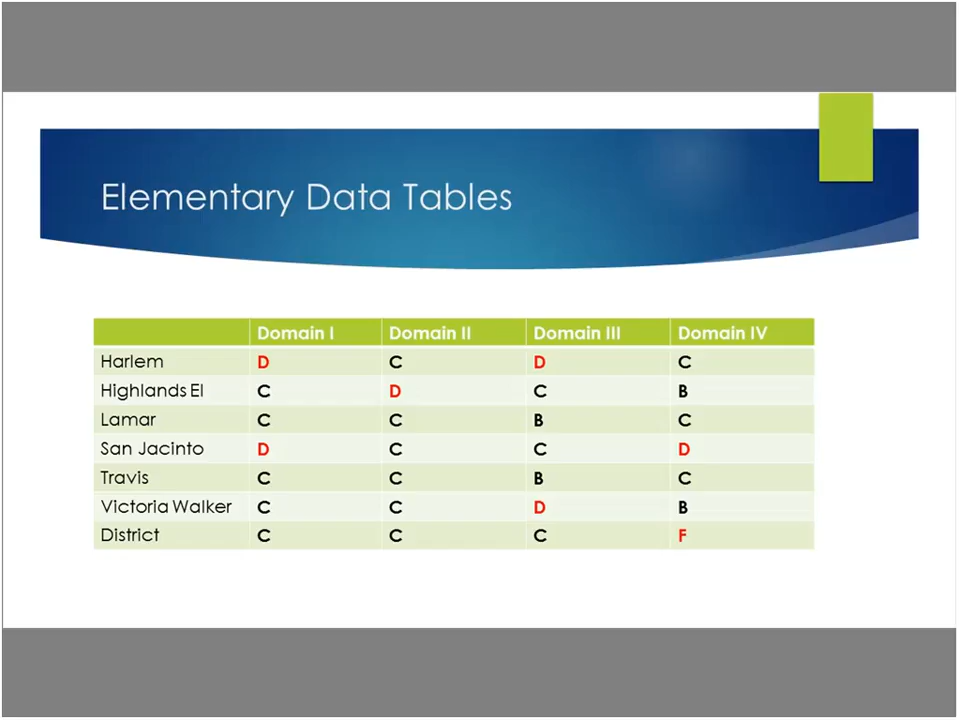 Elementary Data Tables
Domain I Domain II Domain III Domain IV
Harlem D C D C
Highlands El C D C B
Lamar C C B C
San Jacinto D C C D
Travis C C B C
Victoria Walker C C D B
District C C C F